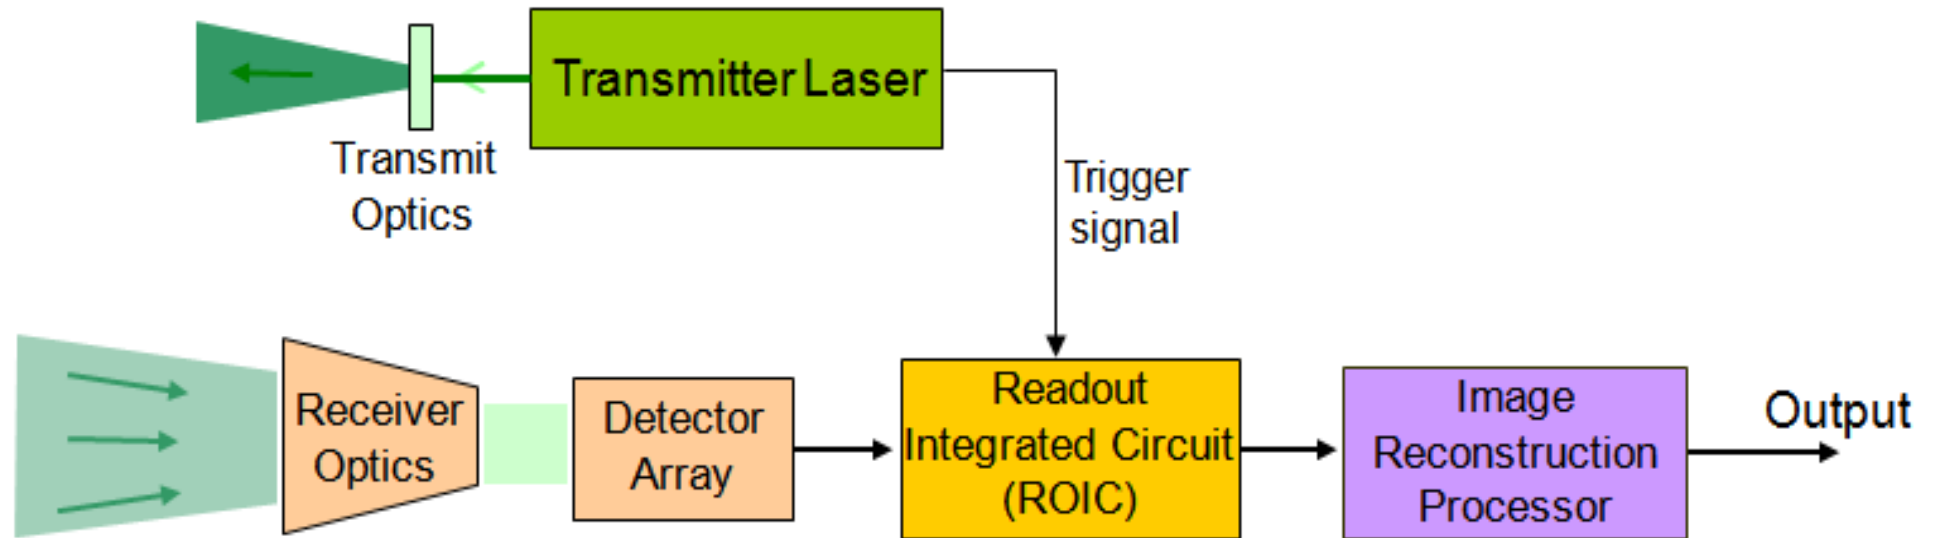 Transmitter Laser
Transmit
Optics
Trigger
signal
Receiver
Optics
Detector
Array
Readout
Integrated Circuit
(ROIC)
Image
Reconstruction
Processor
Output